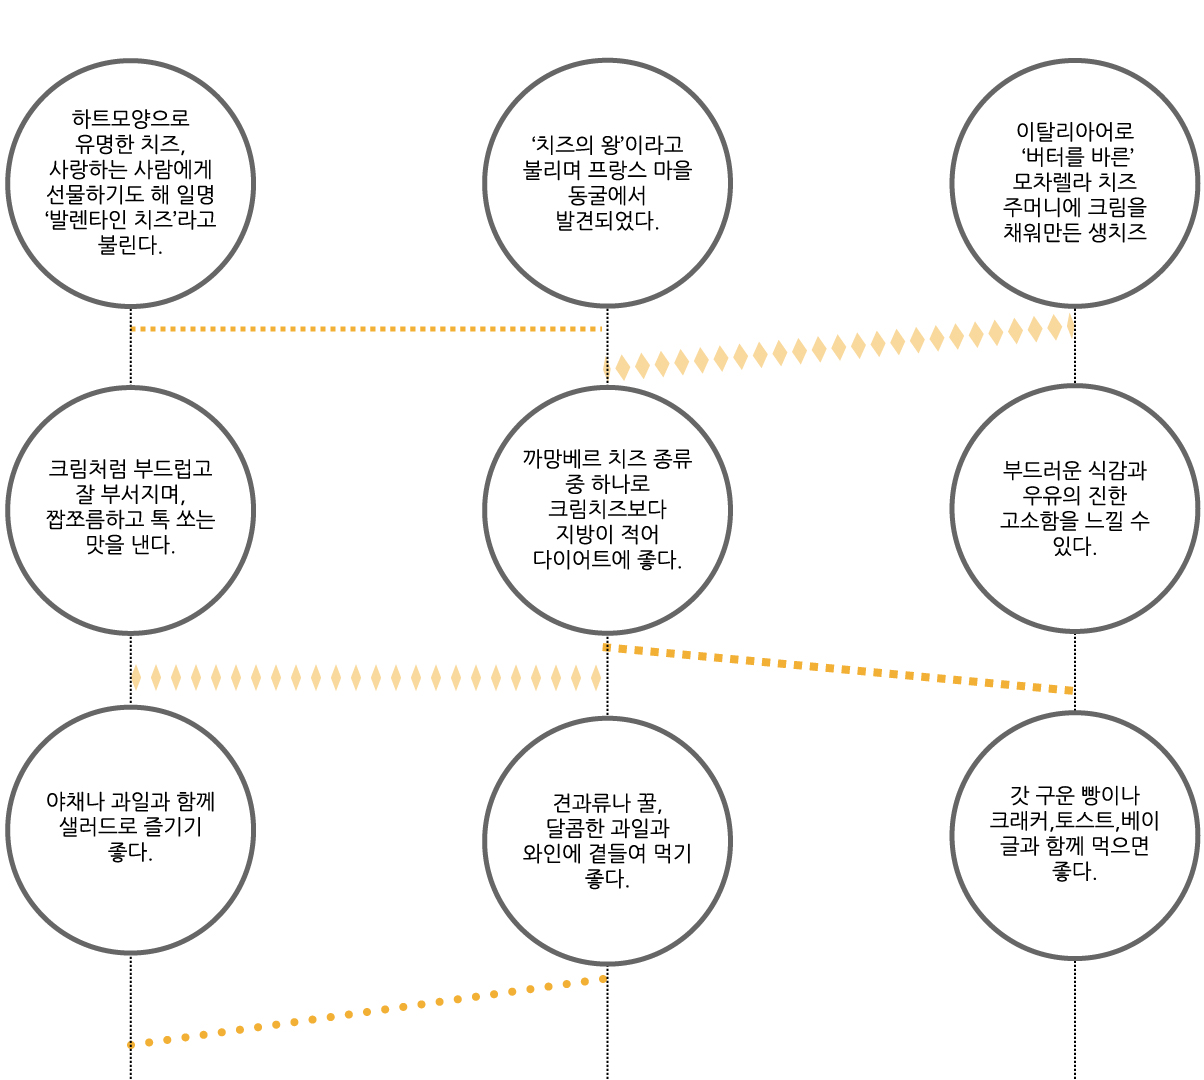 하트모양으로
유명한 치즈,
사랑하는 사람에게
선물하기도 해 일명
‘발렌타인 치즈’라고
불린다.
‘치즈의 왕’이라고
불리며 프랑스 마을
동굴에서
발견되었다.
이탈리아어로
‘버터를 바른’
모차렐라 치즈
주머니에 크림을
채워만든 생치즈
크림처럼 부드럽고
잘 부서지며,
짭쪼름하고 톡 쏘는
맛을 낸다.
까망베르 치즈 종류
중 하나로
크림치즈보다
지방이 적어
다이어트에 좋다.
부드러운 식감과
우유의 진한
고소함을 느낄 수
있다.
야채나 과일과 함께
샐러드로 즐기기
좋다.
견과류나 꿀,
달콤한 과일과
와인에 곁들여 먹기
좋다.
갓 구운 빵이나
크래커,토스트,베이
글과 함께 먹으면
좋다.